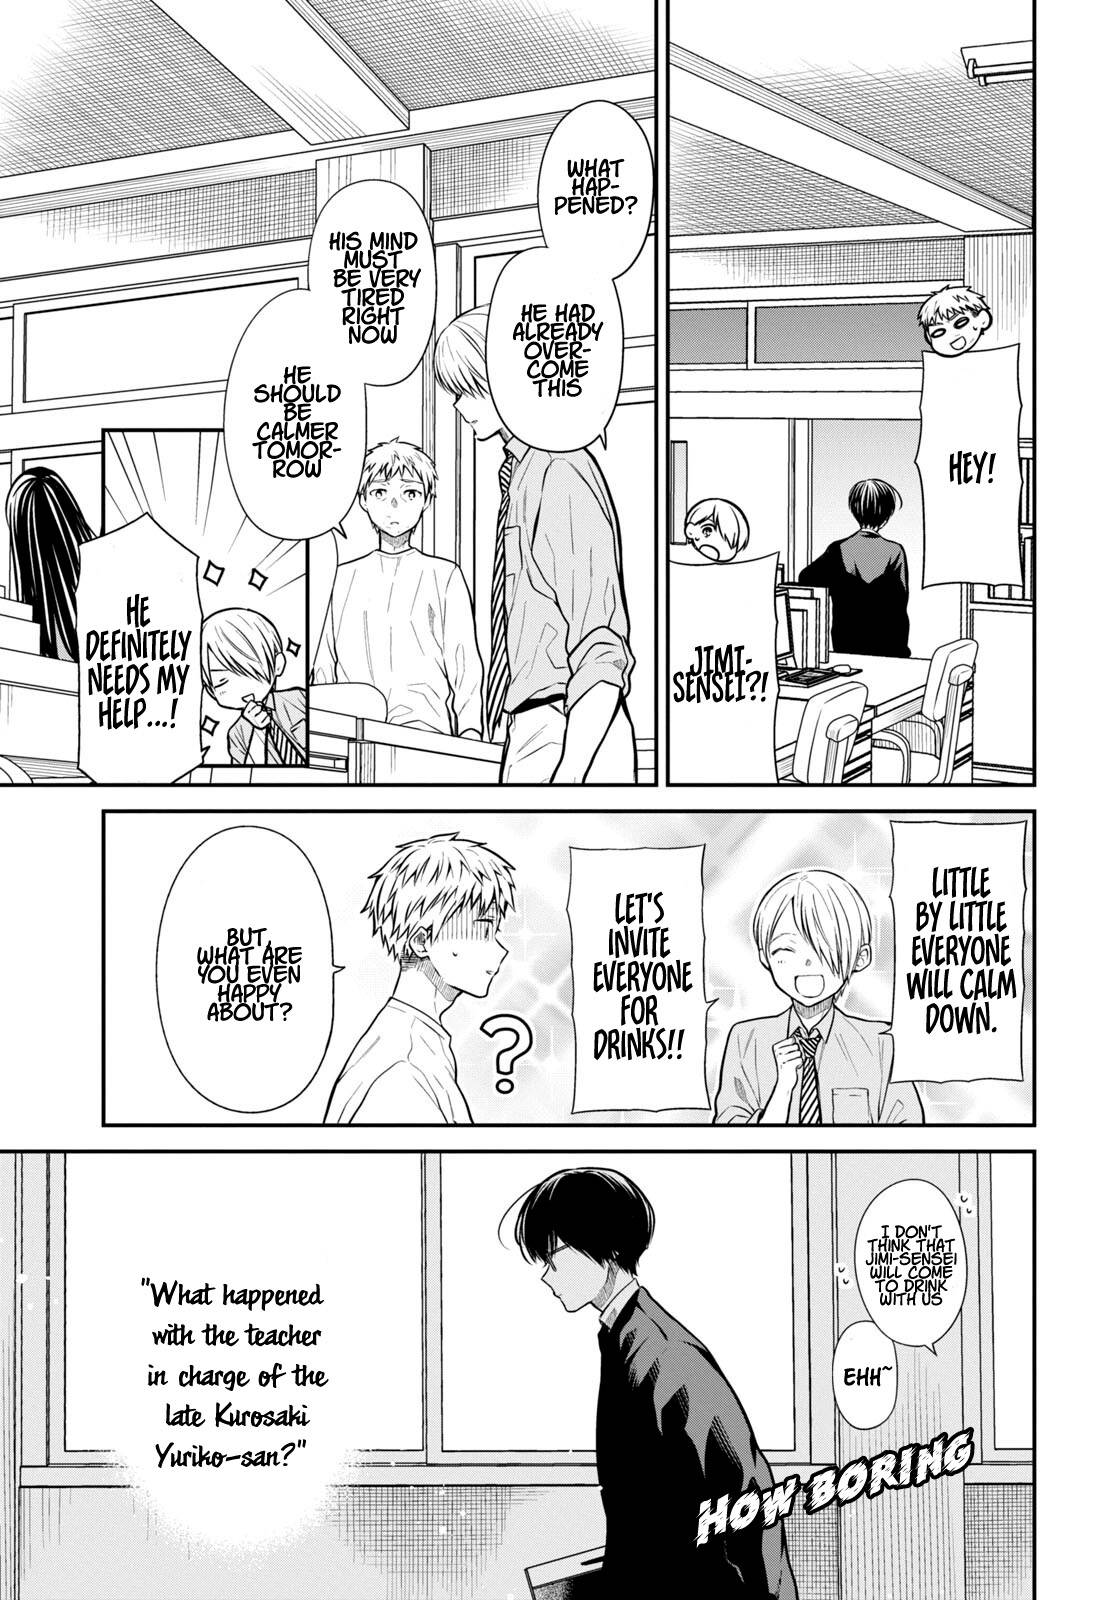 HEY!
JIMI-
SENSEI?!
WHAT
HAP-
PENED?
HE HAD
ALREADY
OVER-
COME
THIS
HIS MIND
MUST
BE VERY
TIRED
RIGHT
NOW
HE
SHOULD
BE
CALMER
TOMOR-
ROW
HE
DEFINITELY
NEEDS MY
HELP...!
LITTLE
BY LITTLE
EVERYONE
WILL CALM
DOWN.
LET'S
INVITE
EVERYONE
FOR
DRINKS!!
?
BUT,
WHAT ARE
YOU EVEN
HAPPY
ABOUT?
I DON'T
THINK THAT
JIMI-SENSEI
WILL COME
TO DRINK
WITH US
EHH~
HOW BORING
"What happened
with the teacher
in charge of the
late Kurosaki
Yuriko-san?"